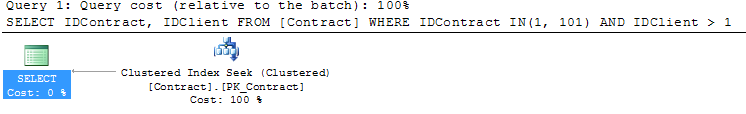 Query 1: Query cost (relative to the batch): 100%
SELECT IDContract, IDClient FROM [Contract] WHERE IDContract IN(1, 101) AND IDClient > 1
SELECT
Cost: 0 %
Clustered Index Seek (Clustered)
[Contract].[PK_Contract]
Cost: 100 %